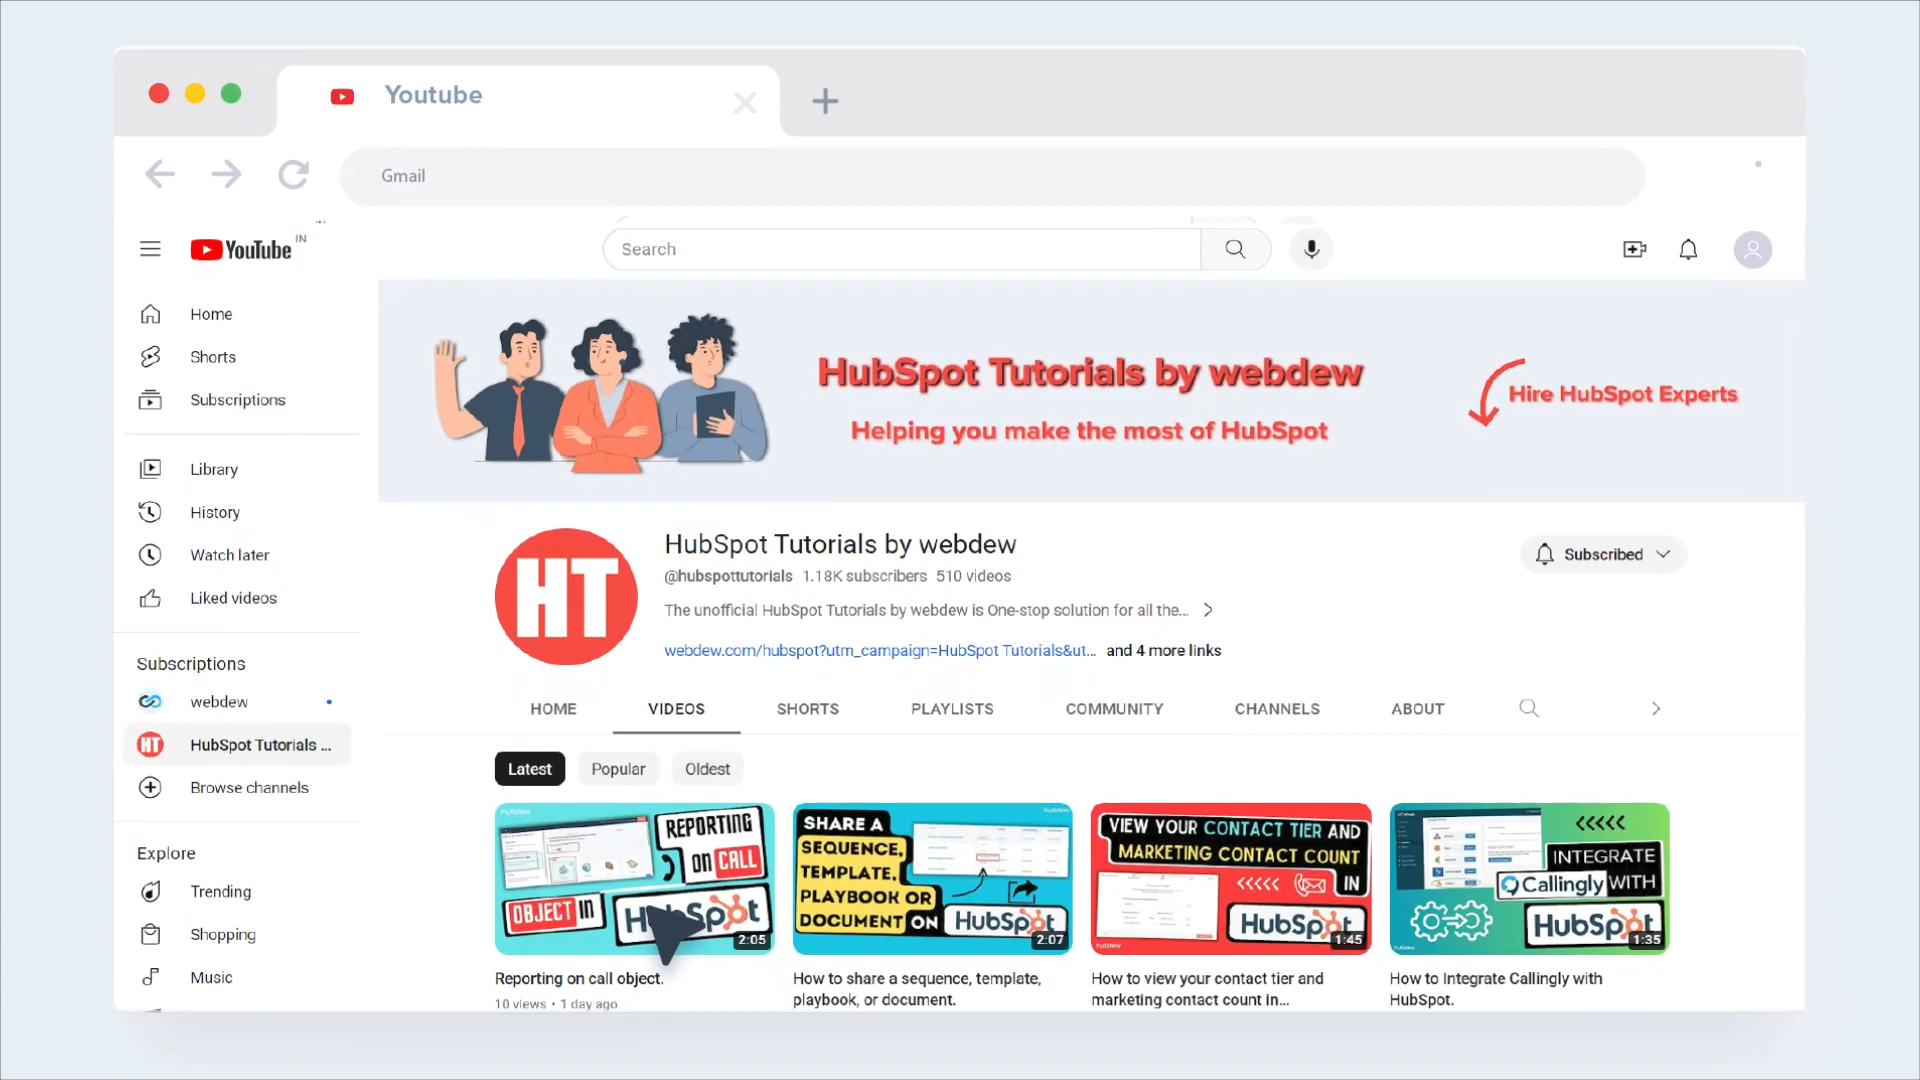 Youtube
Gmail
YouTube IN
Search
Home
Shorts
Subscriptions
Library
History
Watch later
Liked videos
Subscriptions
webdew
HubSpot Tutorials ...
Browse channels
Explore
Trending
Shopping
Music
HubSpot Tutorials by webdew
Helping you make the most of HubSpot
Hire HubSpot Experts
HT
HubSpot Tutorials by webdew
@hubspottutorials 1.18K subscribers 510 videos
The unofficial HubSpot Tutorials by webdew is One-stop solution for all the...
webdew.com/hubspot?utm_campaign=HubSpot Tutorials&ut... and 4 more links
Subscribed
HOME VIDEOS SHORTS PLAYLISTS COMMUNITY CHANNELS ABOUT
Latest Popular Oldest
REPORTING
ON CALL
OBJECT IN
HubSpot
2:05
Reporting on call object.
10 views • 1 day ago
SHARE A
SEQUENCE,
TEMPLATE,
PLAYBOOK OR
DOCUMENT ON HubSpot
2:07
How to share a sequence, template,
playbook, or document.
VIEW YOUR CONTACT TIER AND
MARKETING CONTACT COUNT
IN
HubSpot
1:45
How to view your contact tier and
marketing contact count in...
INTEGRATE
Callingly WITH
HubSpot
1:35
How to Integrate Callingly with
HubSpot.